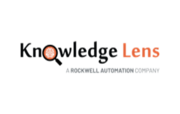 Knowledge Lens
A ROCKWELL AUTOMATION COMPANY